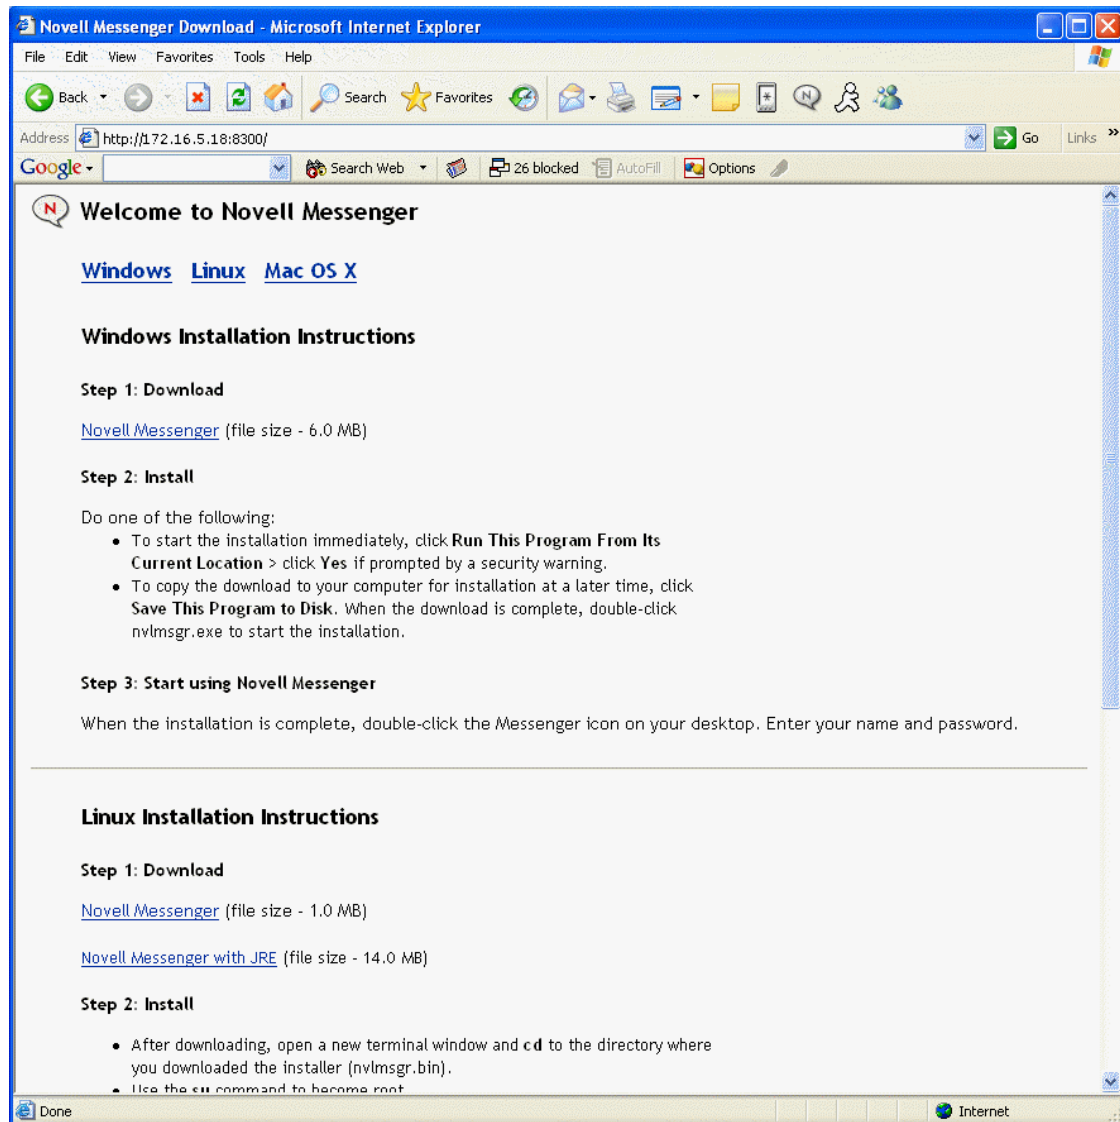 Novell Messenger Download - Microsoft Internet Explorer
File Edit View Favorites Tools Help
Back Search Favorites
Address http://172.16.5.18:8300/ Go Links »
Google Search Web 26 blocked AutoFill Options
N Welcome to Novell Messenger
Windows Linux Mac OS X
Windows Installation Instructions
Step 1: Download
Novell Messenger (file size - 6.0 MB)
Step 2: Install
Do one of the following:
• To start the installation immediately, click Run This Program From Its
Current Location > click Yes if prompted by a security warning.
• To copy the download to your computer for installation at a later time, click
Save This Program to Disk. When the download is complete, double-click
nvlmsgr.exe to start the installation.
Step 3: Start using Novell Messenger
When the installation is complete, double-click the Messenger icon on your desktop. Enter your name and password.
Linux Installation Instructions
Step 1: Download
Novell Messenger (file size - 1.0 MB)
Novell Messenger with JRE (file size - 14.0 MB)
Step 2: Install
• After downloading, open a new terminal window and cd to the directory where
you downloaded the installer (nvlmsgr.bin).
• Use the su command to become root
Done Internet